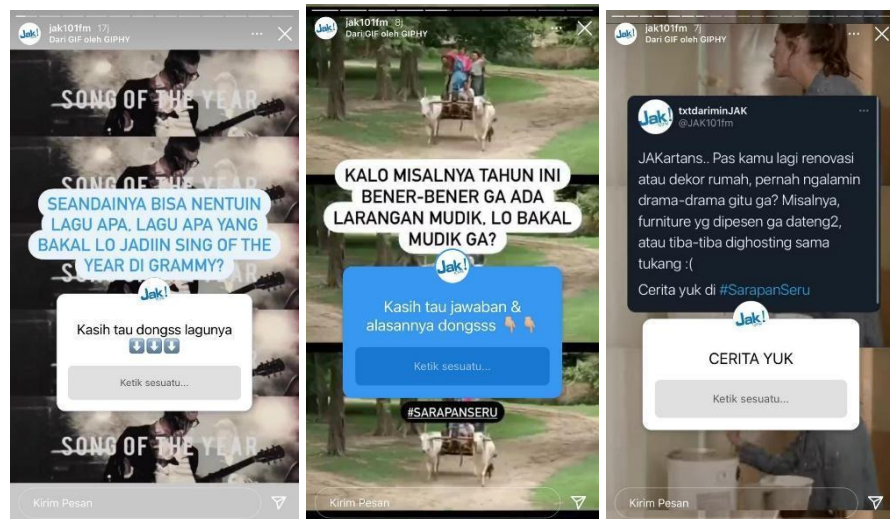 jak101fm 17j
Dari GIF oleh GIPHY
Jak!
SONG OF THE YEAR
SEANDAINYA BISA NENTUIN
LAGU APA, LAGU APA YANG
BAKAL LO JADIIN SING OF THE
YEAR DI GRAMMY?
Jak!
Kasih tau dongss lagunya
⬇️⬇️⬇️
Ketik sesuatu...
SONG OF THE YEAR
Kirim Pesan
jak101fm 8j
Dari GIF oleh GIPHY
Jak!
KALO MISALNYA TAHUN INI
BENER-BENER GA ADA
LARANGAN MUDIK, LO BAKAL
MUDIK GA?
Jak!
Kasih tau jawaban &
alasannya dongsss 👇🏼👇🏼
Ketik sesuatu...
#SARAPANSERU
Kirim Pesan
jak101fm 7j
Dari GIF oleh GIPHY
Jak!
txtdariminJAK
@JAK101fm
Jak!
JAKartans.. Pas kamu lagi renovasi
atau dekor rumah, pernah ngalamin
drama-drama gitu ga? Misalnya,
furniture yg dipesen ga dateng2,
atau tiba-tiba dighosting sama
tukang :(
Cerita yuk di #SarapanSeru
Jak!
CERITA YUK
Ketik sesuatu...
Kirim Pesan